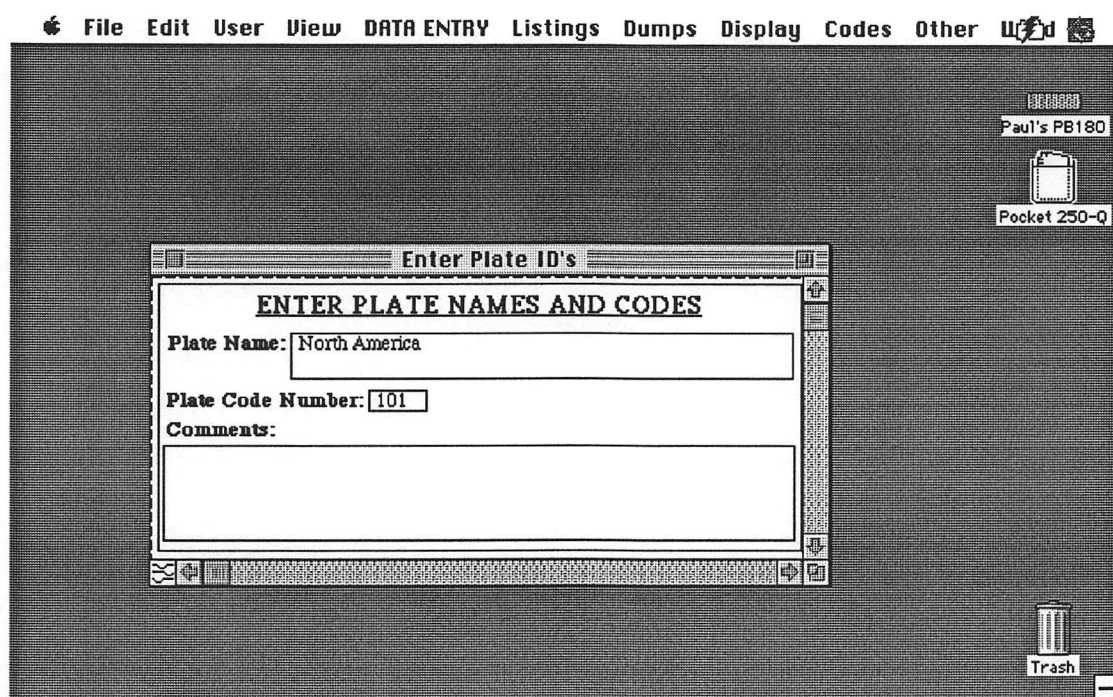 File Edit User View DATA ENTRY Listings Dumps Display Codes Other
Paul's PB180
Pocket 250-Q
Enter Plate ID's
ENTER PLATE NAMES AND CODES
Plate Name: North America
Plate Code Number: 101
Comments:
Trash